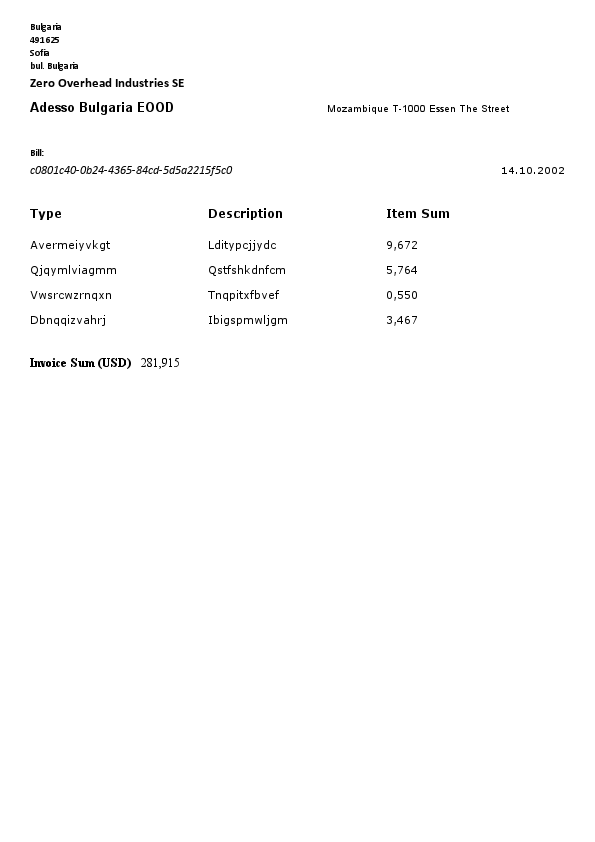 Bulgaria
491625
Sofia
bul. Bulgaria
Zero Overhead Industries SE
Adesso Bulgaria EOOD Mozambique T-1000 Essen The Street
Bill:
c0801c40-0b24-4365-84cd-5d5a2215f5c0 14.10.2002
Type Description Item Sum
Avermeiyvkgt Lditypcjjydc 9,672
Qjqymlviagmm Qstfshkdnfcm 5,764
Vwsrcwzrnqxn Tnqpitxfbvef 0,550
Dbnqqizvahrj Ibigspmwljgm 3,467
Invoice Sum (USD) 281,915